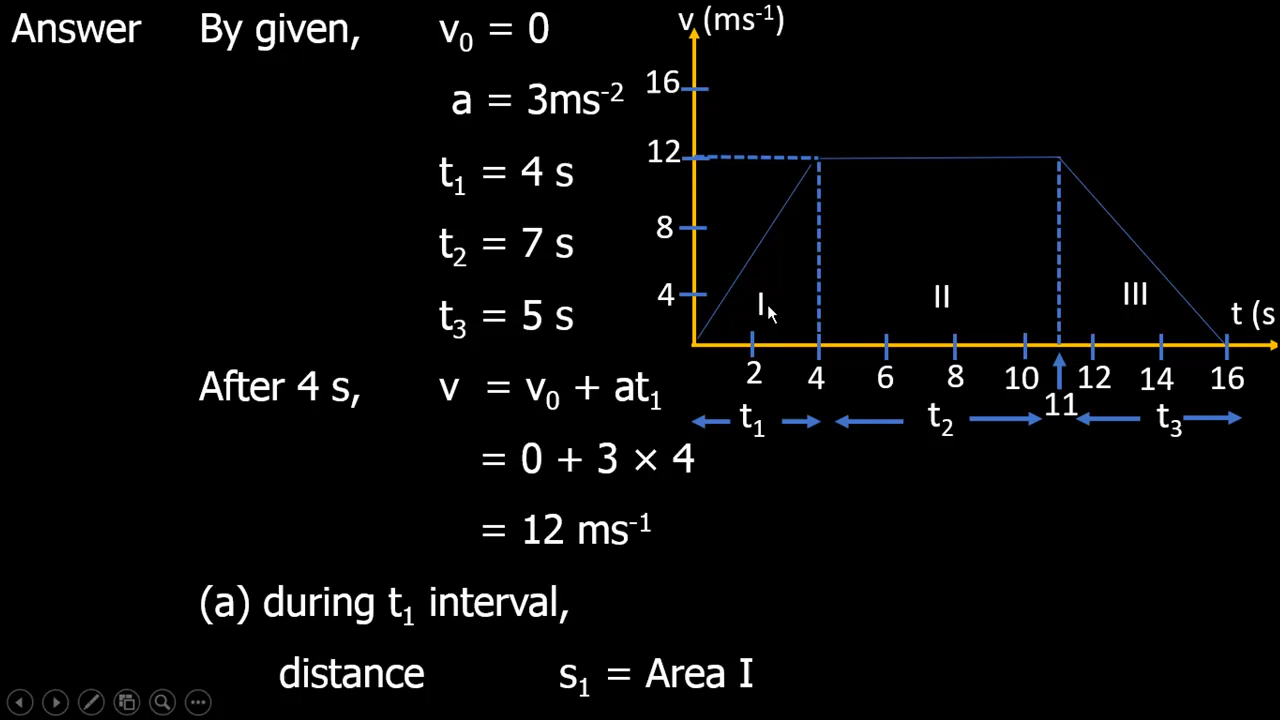 Answer By given, v₀ = 0
a = 3ms⁻²
t₁ = 4 s
t₂ = 7 s
t₃ = 5 s
After 4 s, v = v₀ + at₁
= 0 + 3 × 4
= 12 ms⁻¹
(a) during t₁ interval,
distance s₁ = Area I
v (ms⁻¹)
16
12
8
4
I II III
t (s
2 4 6 8 10 12 14 16
11
t₁ t₂ t₃